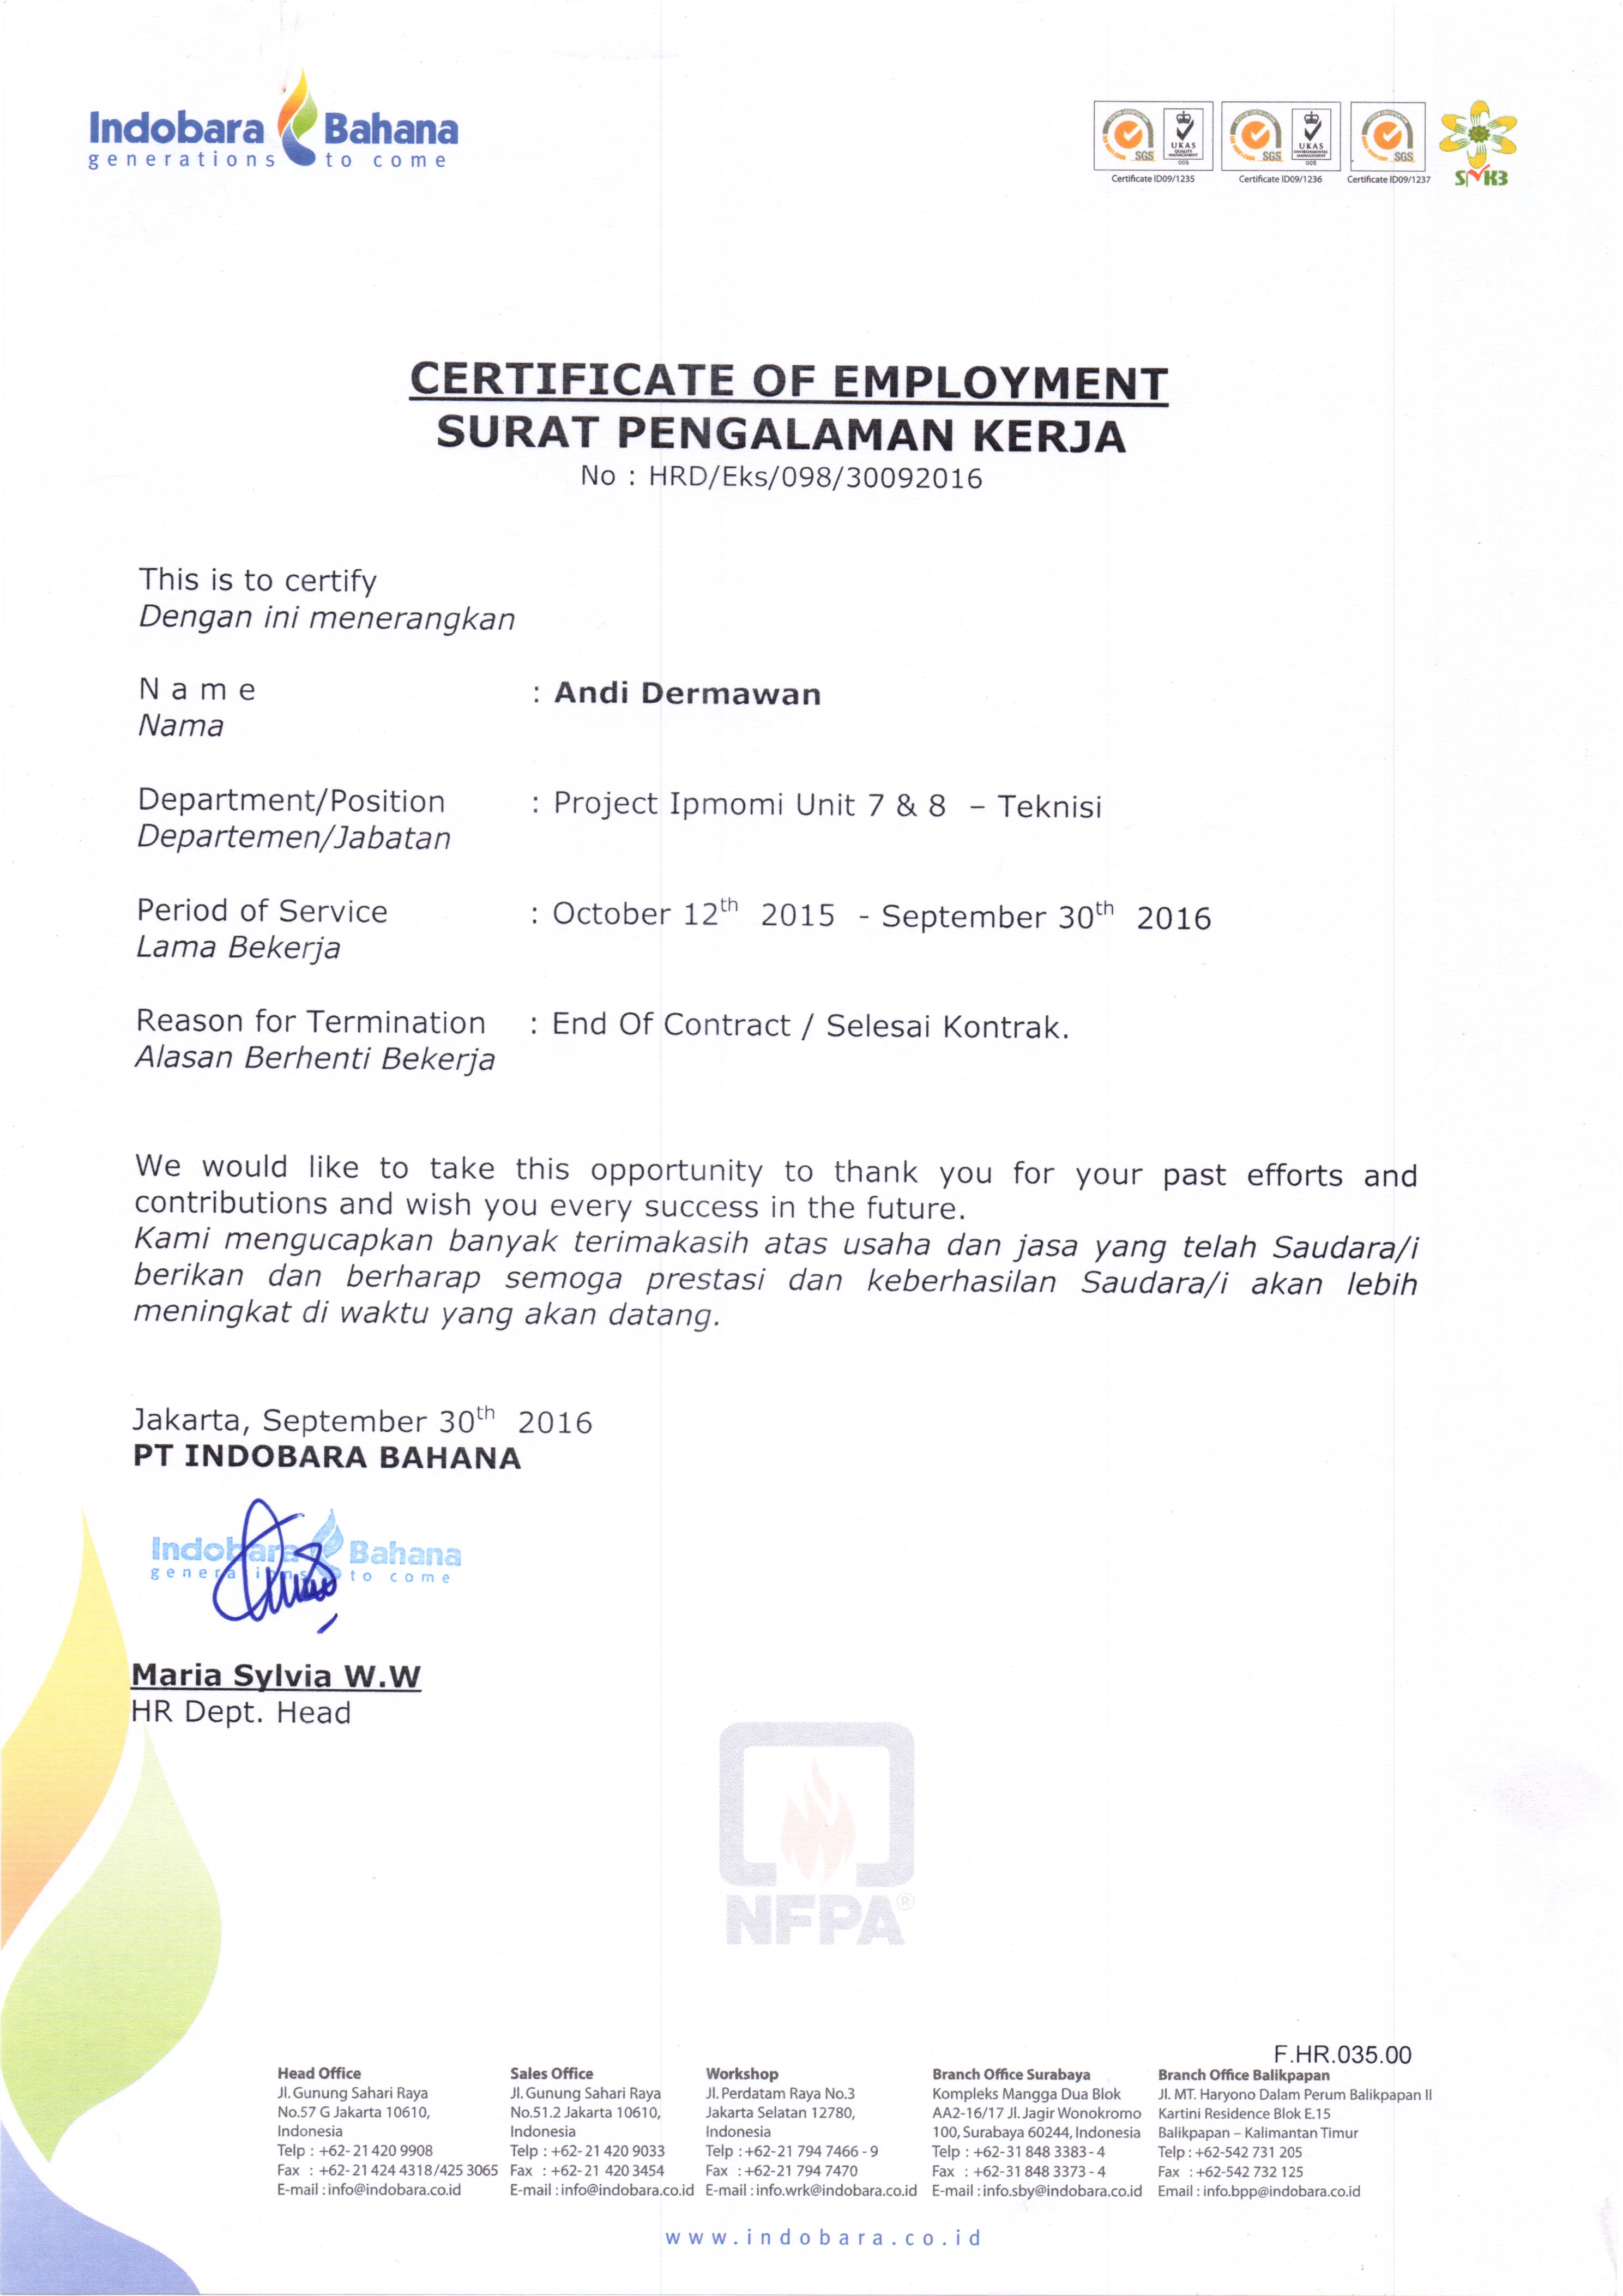 Indobara Bahana
generations to come
SGS UKAS QUALITY MANAGEMENT 005
SGS UKAS ENVIRONMENTAL MANAGEMENT 005
SGS
SMK3
Certificate ID09/1235
Certificate ID09/1236
Certificate ID09/1237
CERTIFICATE OF EMPLOYMENT
SURAT PENGALAMAN KERJA
No : HRD/Eks/098/30092016
This is to certify
Dengan ini menerangkan
N a m e : Andi Dermawan
Nama
Department/Position : Project Ipmomi Unit 7 & 8 – Teknisi
Departemen/Jabatan
Period of Service : October 12th 2015 - September 30th 2016
Lama Bekerja
Reason for Termination : End Of Contract / Selesai Kontrak.
Alasan Berhenti Bekerja
We would like to take this opportunity to thank you for your past efforts and
contributions and wish you every success in the future.
Kami mengucapkan banyak terimakasih atas usaha dan jasa yang telah Saudara/i
berikan dan berharap semoga prestasi dan keberhasilan Saudara/i akan lebih
meningkat di waktu yang akan datang.
Jakarta, September 30th 2016
PT INDOBARA BAHANA
Indobara Bahana
generations to come
Maria Sylvia W.W
HR Dept. Head
NFPA®
F.HR.035.00
Head Office
Jl. Gunung Sahari Raya
No.57 G Jakarta 10610,
Indonesia
Telp : +62- 21 420 9908
Fax : +62- 21 424 4318/425 3065
E-mail : info@indobara.co.id
Sales Office
Jl. Gunung Sahari Raya
No.51.2 Jakarta 10610,
Indonesia
Telp : +62- 21 420 9033
Fax : +62- 21 420 3454
E-mail : info@indobara.co.id
Workshop
Jl. Perdatam Raya No.3
Jakarta Selatan 12780,
Indonesia
Telp : +62-21 794 7466 - 9
Fax : +62-21 794 7470
E-mail : info.wrk@indobara.co.id
Branch Office Surabaya
Kompleks Mangga Dua Blok
AA2-16/17 Jl. Jagir Wonokromo
100, Surabaya 60244, Indonesia
Telp : +62-31 848 3383- 4
Fax : +62-31 848 3373 - 4
E-mail : info.sby@indobara.co.id
Branch Office Balikpapan
Jl. MT. Haryono Dalam Perum Balikpapan II
Kartini Residence Blok E.15
Balikpapan – Kalimantan Timur
Telp : +62-542 731 205
Fax : +62-542 732 125
Email : info.bpp@indobara.co.id
www.indobara.co.id